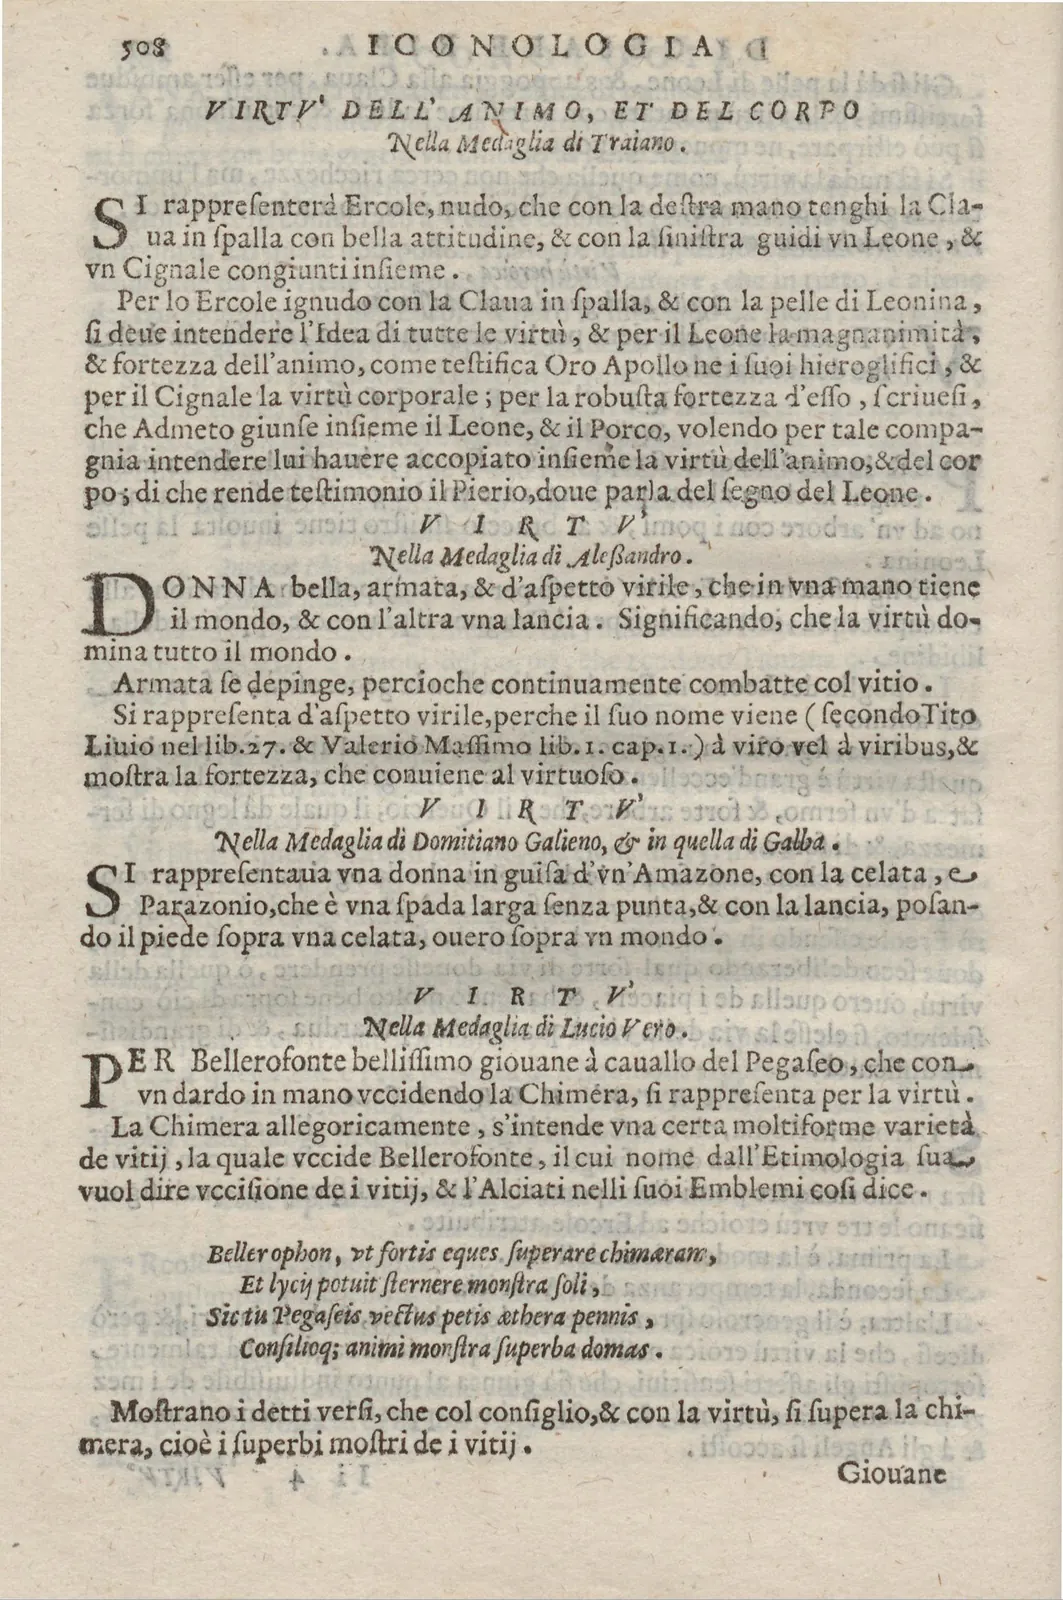 508 ICONOLOGIA
VIRTV' DELL' ANIMO, ET DEL CORPO
Nella Medaglia di Traiano.
SI rappreſenterà Ercole, nudo, che con la deſtra mano tenghi la Cla-
ua in ſpalla con bella attitudine, & con la ſiniſtra guidi vn Leone, &
vn Cignale congiunti inſieme.
Per lo Ercole ignudo con la Claua in ſpalla, & con la pelle di Leonina,
ſi deue intendere l'Idea di tutte le virtù, & per il Leone la magnanimità,
& fortezza dell'animo, come teſtifica Oro Apollo ne i ſuoi hieroglifici, &
per il Cignale la virtù corporale; per la robuſta fortezza d'eſſo, ſcriueſi,
che Admeto giunſe inſieme il Leone, & il Porco, volendo per tale compa-
gnia intendere lui hauere accopiato inſieme la virtù dell'animo, & del cor
po; di che rende teſtimonio il Pierio, doue parla del ſegno del Leone.
VIRTV'
Nella Medaglia di Aleſſandro.
DONNA bella, armata, & d'aſpetto virile, che in vna mano tiene
il mondo, & con l'altra vna lancia. Significando, che la virtù do-
mina tutto il mondo.
Armata ſe depinge, percioche continuamente combatte col vitio.
Si rappreſenta d'aſpetto virile, perche il ſuo nome viene (ſecondo Tito
Liuio nel lib.27. & Valerio Maſſimo lib.1. cap.1.) à viro vel à viribus, &
moſtra la fortezza, che conuiene al virtuoſo.
VIRTV'
Nella Medaglia di Domitiano Galieno, & in quella di Galba.
SI rappreſentaua vna donna in guiſa d'vn'Amazone, con la celata, e
Parazonio, che è vna ſpada larga ſenza punta, & con la lancia, poſan-
do il piede ſopra vna celata, ouero ſopra vn mondo.
VIRTV'
Nella Medaglia di Lucio Vero.
PER Bellerofonte belliſſimo giouane à cauallo del Pegaſeo, che con
vn dardo in mano vccidendo la Chimera, ſi rappreſenta per la virtù.
La Chimera allegoricamente, s'intende vna certa moltiforme varietà
de vitij, la quale vccide Bellerofonte, il cui nome dall'Etimologia ſua
vuol dire vcciſione de i vitij, & l'Alciati nelli ſuoi Emblemi coſi dice.
Bellerophon, vt fortis eques ſuperare chimæram,
Et lycij potuit ſternere monſtra ſoli,
Sic tu Pegaſeis vectus petis æthera pennis,
Conſilioq; animi monſtra ſuperba domas.
Moſtrano i detti verſi, che col conſiglio, & con la virtù, ſi ſupera la chi-
mera, cioè i ſuperbi moſtri de i vitij.
Giouane